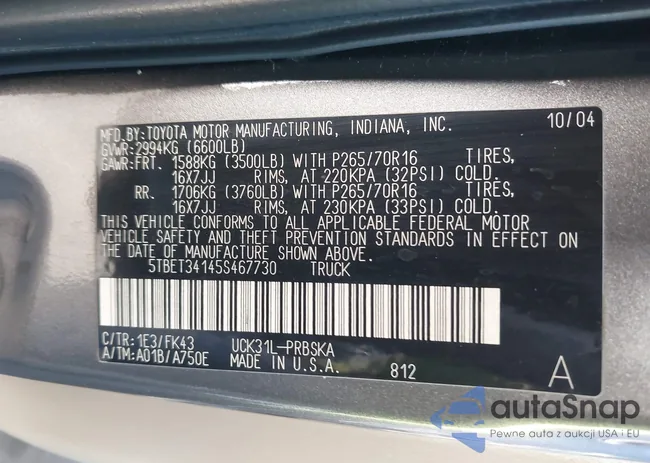 MFD.BY:TOYOTA MOTOR MANUFACTURING, INDIANA, INC. 10/04
GVWR:2994KG (6600LB)
GAWR:FRT. 1588KG (3500LB) WITH P265/70R16 TIRES,
16X7JJ RIMS, AT 220KPA (32PSI) COLD.
RR. 1706KG (3760LB) WITH P265/70R16 TIRES,
16X7JJ RIMS, AT 230KPA (33PSI) COLD.
THIS VEHICLE CONFORMS TO ALL APPLICABLE FEDERAL MOTOR
VEHICLE SAFETY AND THEFT PREVENTION STANDARDS IN EFFECT ON
THE DATE OF MANUFACTURE SHOWN ABOVE.
5TBET34145S467730 TRUCK
C/TR:1E3/FK43 UCK31L-PRBSKA
A/TM:A01B/A750E MADE IN U.S.A. 812 A
autaSnap
Pewne auta z aukcji USA i EU